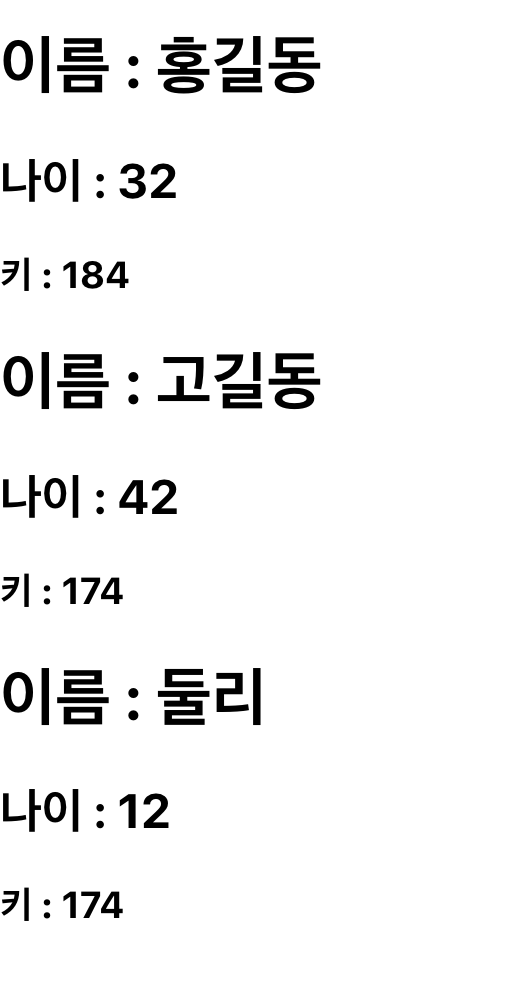 이름 : 홍길동
나이 : 32
키 : 184
이름 : 고길동
나이 : 42
키 : 174
이름 : 둘리
나이 : 12
키 : 174